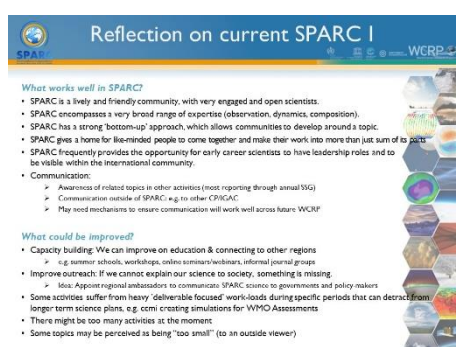 Reflection on current SPARC I
SPARC
WCRP
What works well in SPARC?
• SPARC is a lively and friendly community, with very engaged and open scientists.
• SPARC encompasses a very broad range of expertise (observation, dynamics, composition).
• SPARC has a strong 'bottom-up' approach, which allows communities to develop around a topic.
• SPARC gives a home for like-minded people to come together and make their work into more than just sum of its parts
• SPARC frequently provides the opportunity for early career scientists to have leadership roles and to
be visible within the international community.
• Communication:
➢ Awareness of related topics in other activities (most reporting through annual SSG)
➢ Communication outside of SPARC: e.g. to other CP/IGAC
➢ May need mechanisms to ensure communication will work well across future WCRP
What could be improved?
• Capacity building: We can improve on education & connecting to other regions
➢ e.g. summer schools, workshops, online seminars/webinars, informal journal groups
• Improve outreach: If we cannot explain our science to society, something is missing.
➢ Idea: Appoint regional ambassadors to communicate SPARC science to governments and policy-makers
• Some activities suffer from heavy 'deliverable focused' work-loads during specific periods that can detract from
longer term science plans, e.g. ccmi creating simulations for WMO Assessments
• There might be too many activities at the moment
• Some topics may be perceived as being "too small" (to an outside viewer)